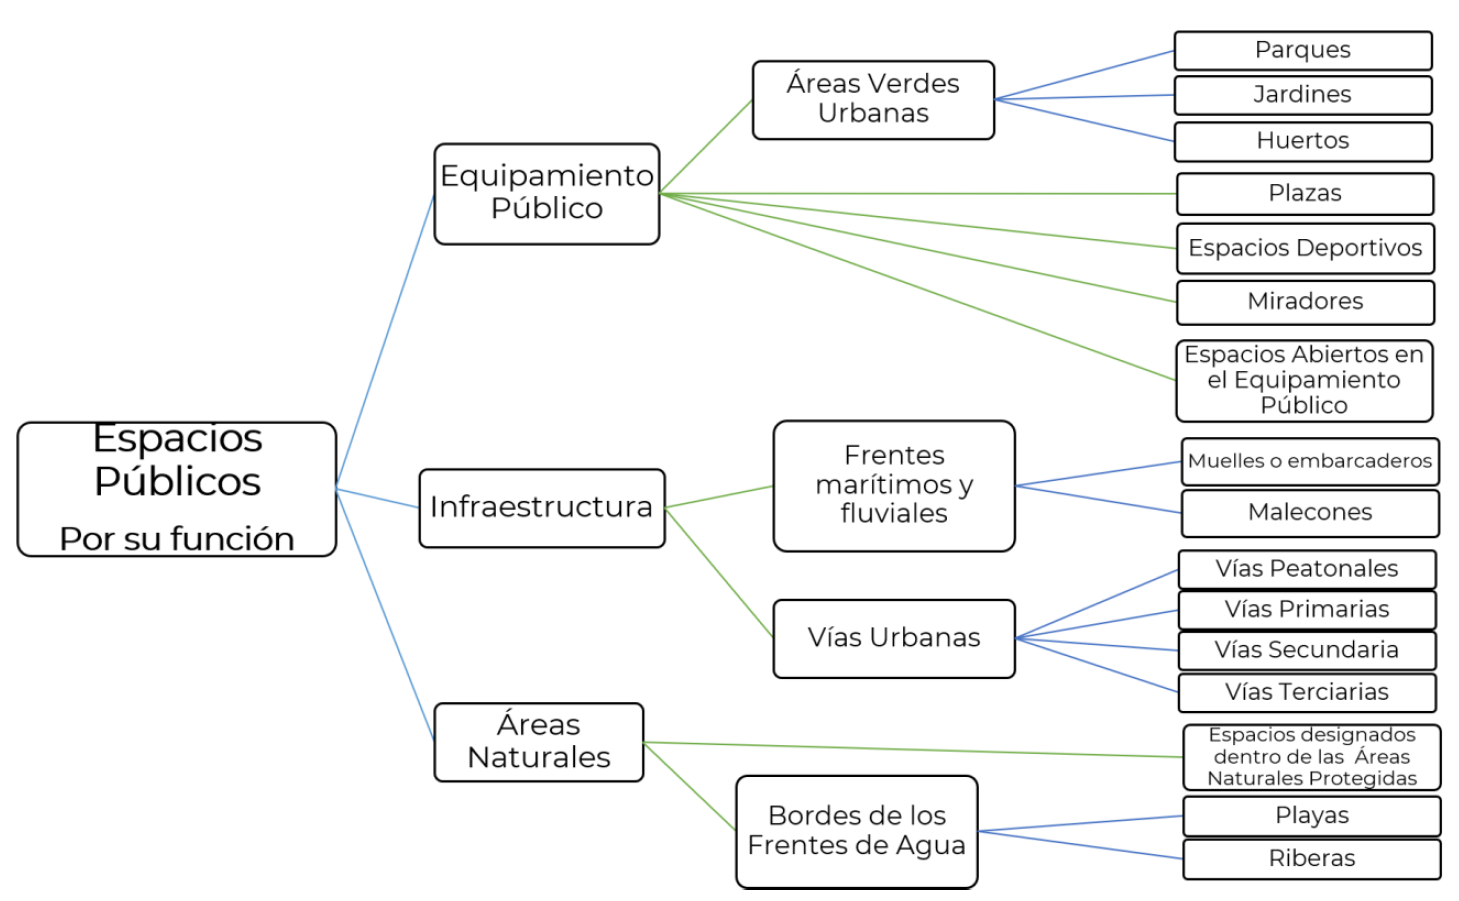 Espacios
Públicos
Por su función
Equipamiento
Público
Áreas Verdes
Urbanas
Parques
Jardines
Huertos
Plazas
Espacios Deportivos
Miradores
Espacios Abiertos en
el Equipamiento
Público
Infraestructura
Frentes
marítimos y
fluviales
Muelles o embarcaderos
Malecones
Vías Urbanas
Vías Peatonales
Vías Primarias
Vías Secundaria
Vías Terciarias
Áreas
Naturales
Espacios designados
dentro de las Áreas
Naturales Protegidas
Bordes de los
Frentes de Agua
Playas
Riberas